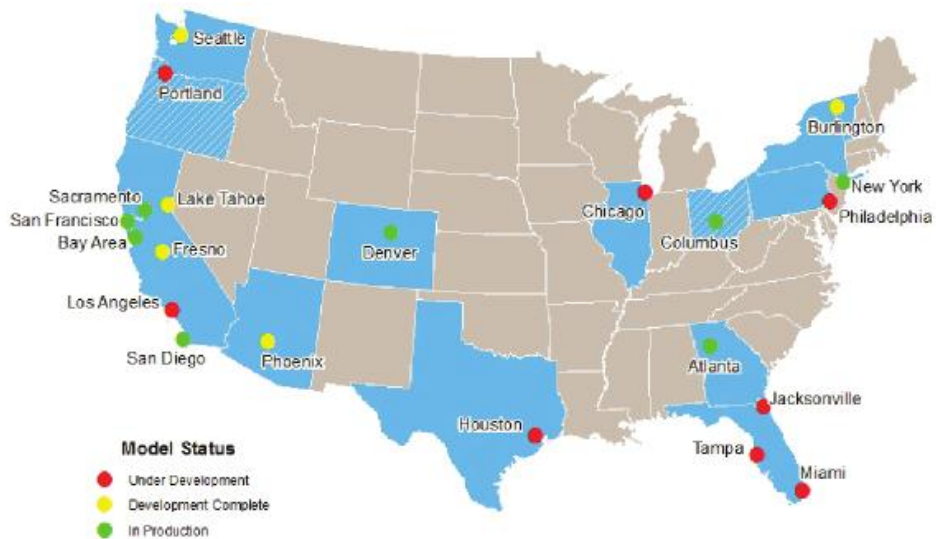 Seattle
Portland
Burlington
Sacramento
Lake Tahoe
New York
San Francisco
Chicago
Philadelphia
Bay Area
Fresno
Denver
Columbus
Los Angeles
San Diego
Phoenix
Atlanta
Jacksonville
Houston
Tampa
Miami
Model Status
Under Development
Development Complete
In Production